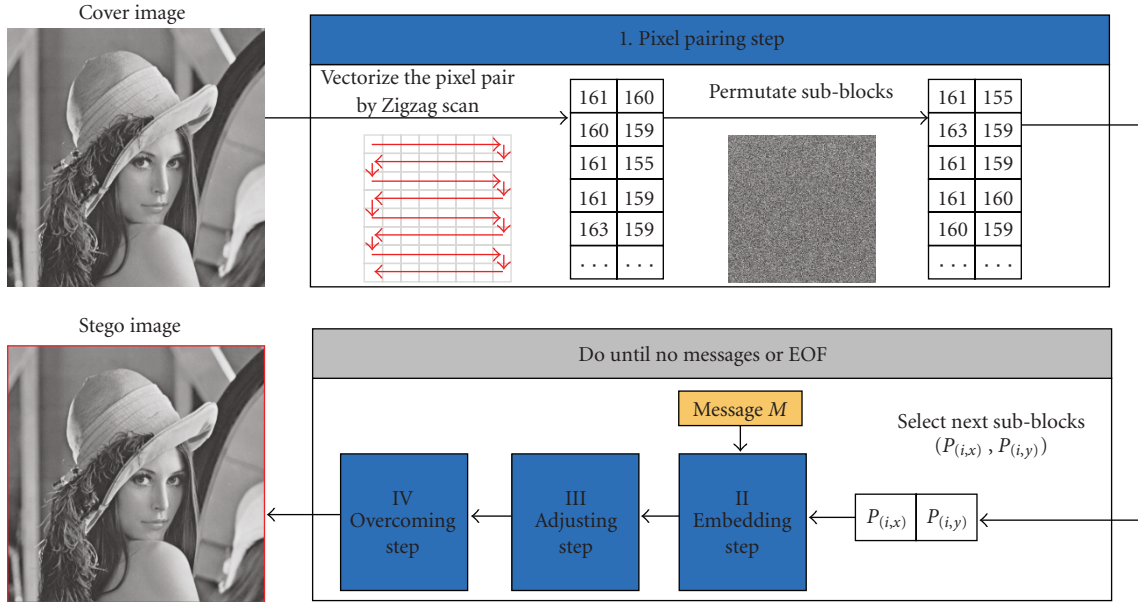 Cover image
1. Pixel pairing step
Vectorize the pixel pair
by Zigzag scan
161 160
160 159
161 155
161 159
163 159
. . . . . .
Permutate sub-blocks
161 155
163 159
161 159
161 160
160 159
. . . . . .
Stego image
Do until no messages or EOF
Message M
Select next sub-blocks
(P(i,x) , P(i,y))
IV
Overcoming
step
III
Adjusting
step
II
Embedding
step
P(i,x) P(i,y)